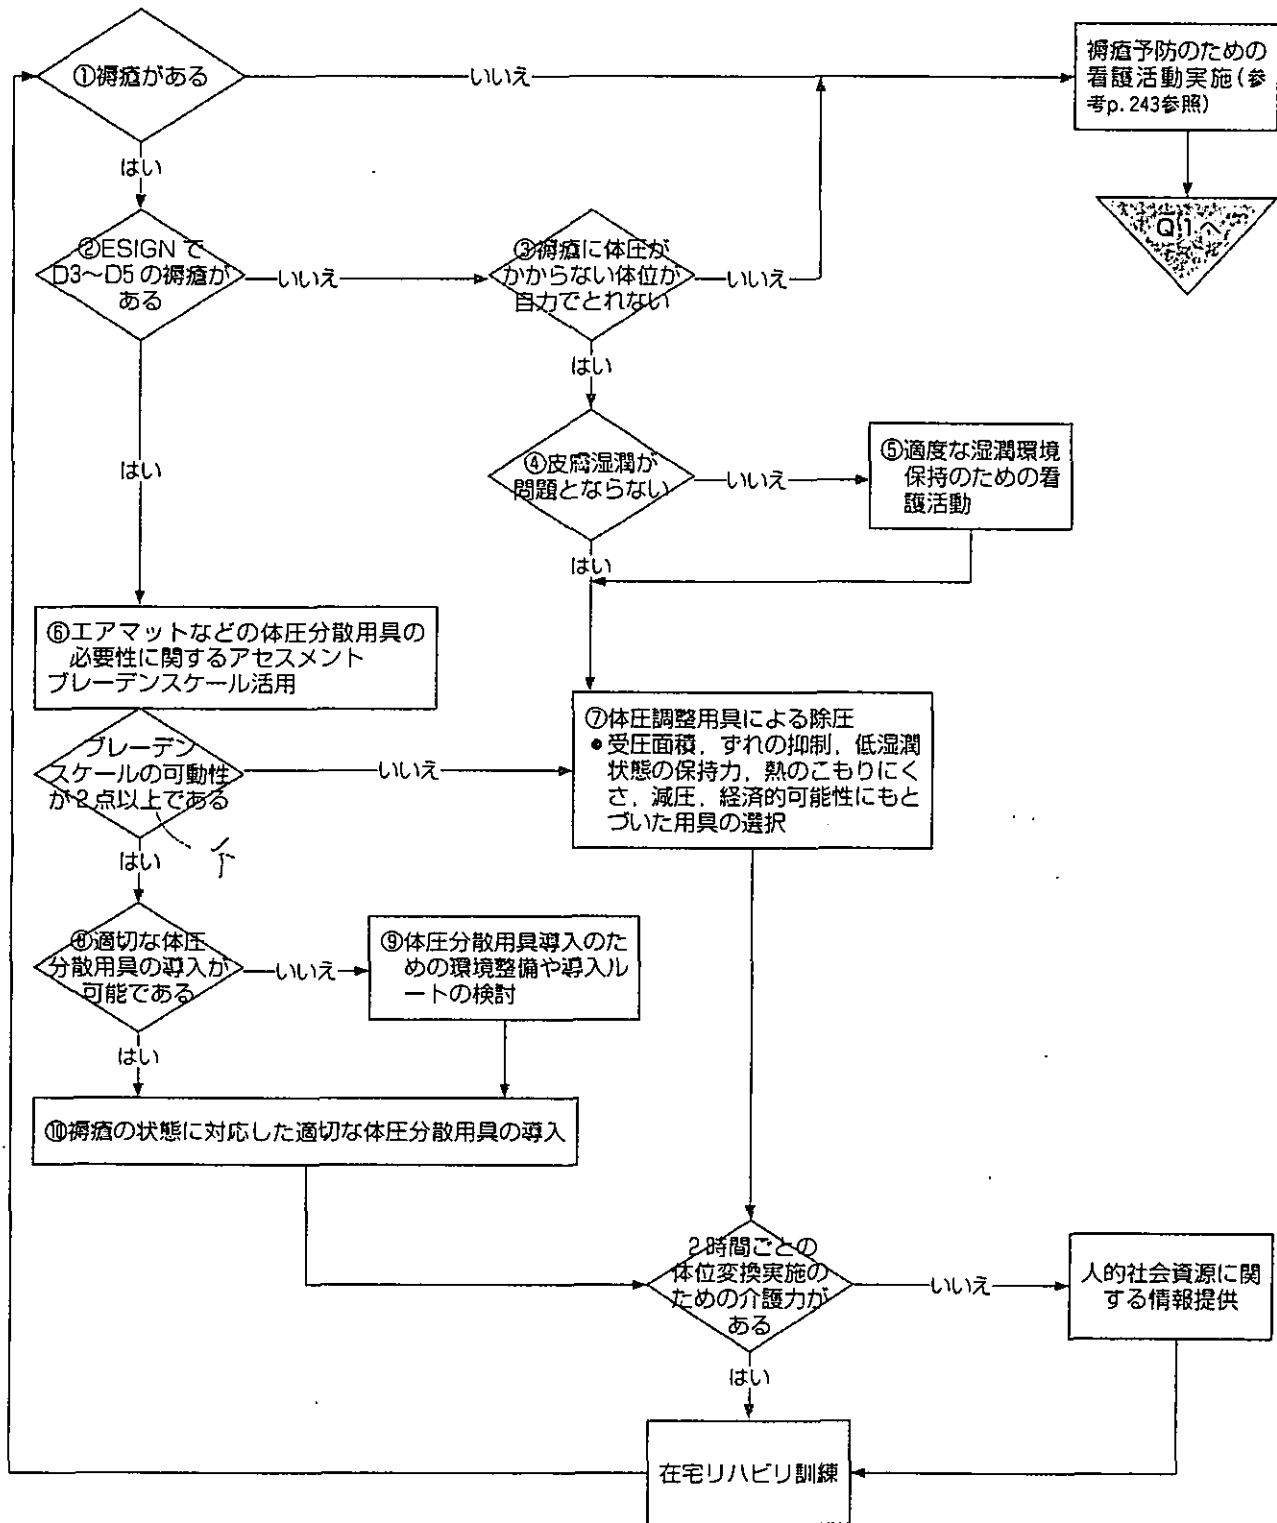 ①褥瘡がある
いいえ
褥瘡予防のための
看護活動実施(参
考p.243参照)
はい
Q1へ
②ESIGNで
D3〜D5の褥瘡が
ある
いいえ
③褥瘡に体圧が
かからない体位が
自力でとれない
いいえ
はい
はい
④皮膚湿潤が
問題とならない
いいえ
⑤適度な湿潤環境
保持のための看
護活動
はい
⑥エアマットなどの体圧分散用具の
必要性に関するアセスメント
ブレーデンスケール活用
⑦体圧調整用具による除圧
●受圧面積，ずれの抑制，低湿潤
状態の保持力，熱のこもりにく
さ，減圧，経済的可能性にもと
づいた用具の選択
ブレーデン
スケールの可動性
が2点以上である
いいえ
はい
⑧適切な体圧
分散用具の導入が
可能である
いいえ
⑨体圧分散用具導入のた
めの環境整備や導入ル
ートの検討
はい
⑩褥瘡の状態に対応した適切な体圧分散用具の導入
2時間ごとの
体位変換実施の
ための介護力が
ある
いいえ
人的社会資源に関
する情報提供
はい
在宅リハビリ訓練